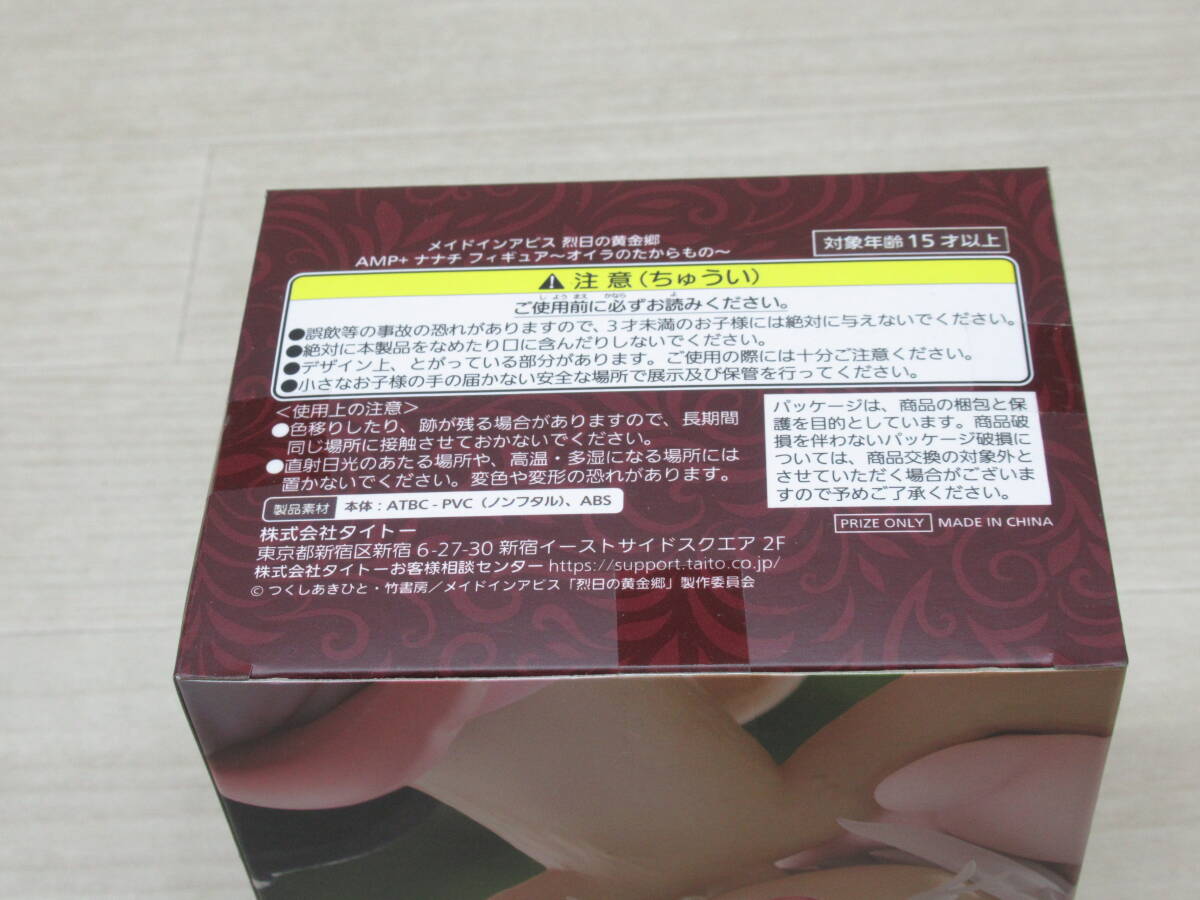 メイドインアビス 烈日の黄金郷
AMP+ ナナチ フィギュア～オイラのたからもの～
対象年齢 15 才以上
注意(ちゅうい)
ご使用前に必ずお読みください。
●誤飲等の事故の恐れがありますので、3才未満のお子様には絶対に与えないでください。
●絶対に本製品をなめたり口に含んだりしないでください。
●デザイン上、とがっている部分があります。ご使用の際には十分ご注意ください。
●小さなお子様の手の届かない安全な場所で展示及び保管を行ってください。
＜使用上の注意＞
●色移りしたり、跡が残る場合がありますので、長期間
同じ場所に接触させておかないでください。
●直射日光のあたる場所や、高温・多湿になる場所には
置かないでください。変色や変形の恐れがあります。
パッケージは、商品の梱包と保
護を目的としています。商品破
損を伴わないパッケージ破損に
ついては、商品交換の対象外と
させていただく場合がございま
すので予めご了承ください。
製品素材 本体：ATBC - PVC（ノンフタル）、ABS
PRIZE ONLY MADE IN CHINA
株式会社タイトー
東京都新宿区新宿 6-27-30 新宿イーストサイドスクエア 2F
株式会社タイトーお客様相談センター https://support.taito.co.jp/
© つくしあきひと・竹書房／メイドインアビス「烈日の黄金郷」製作委員会